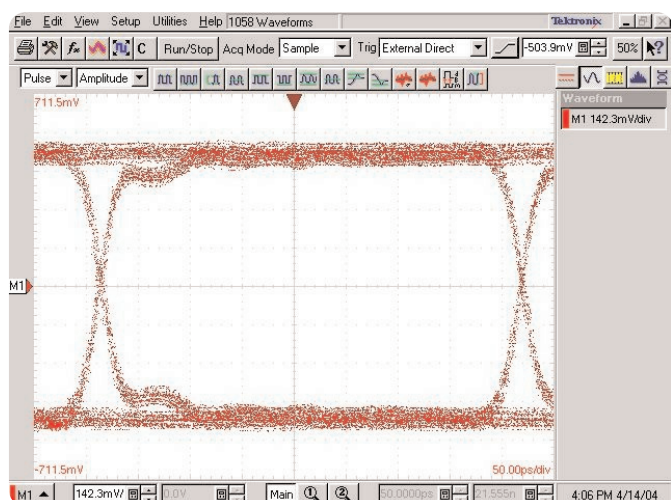 File Edit View Setup Utilities Help 1058 Waveforms Tektronix
C Run/Stop Acq Mode Sample Trig External Direct -503.9mV 50% ?
Pulse Amplitude
711.5mV
Waveform
M1 142.3mV/div
M1
-711.5mV
50.00ps/div
M1 142.3mV/ 0.0V Main 1 2 50.0000ps 21.555n 4:06 PM 4/14/04